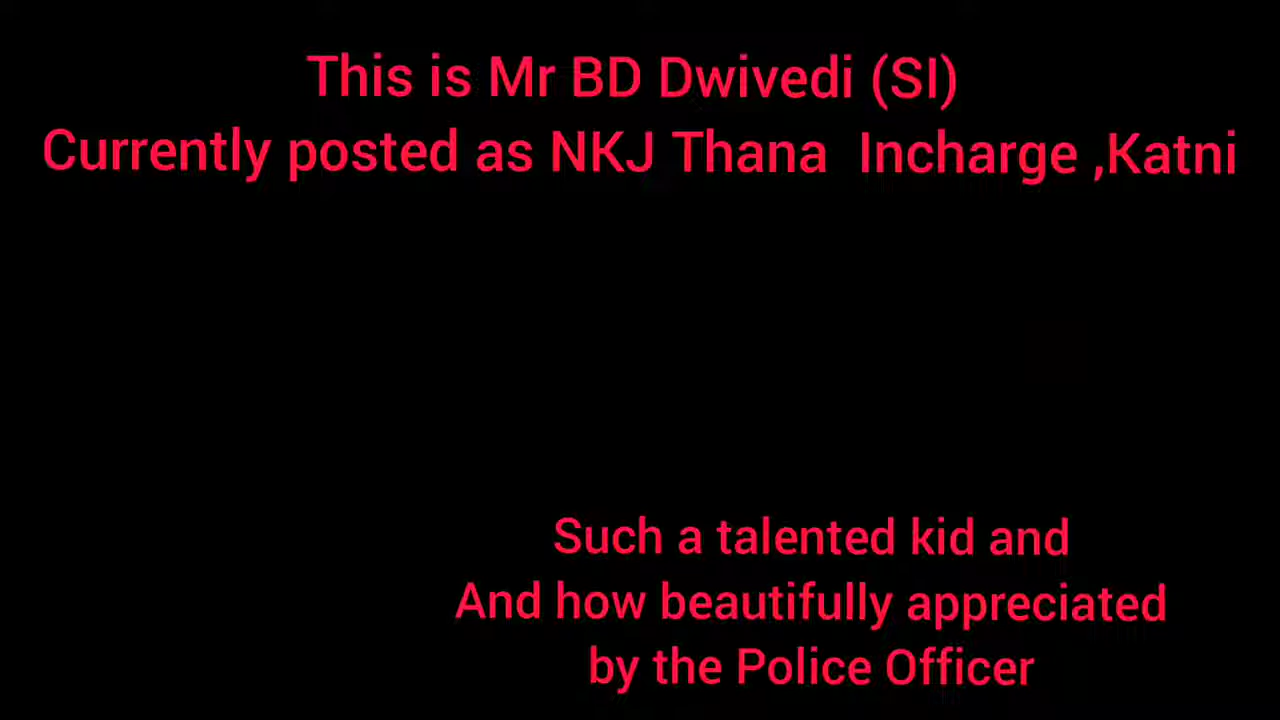 This is Mr BD Dwivedi (SI)
Currently posted as NKJ Thana  Incharge ,Katni
Such a talented kid and
And how beautifully appreciated
by the Police Officer